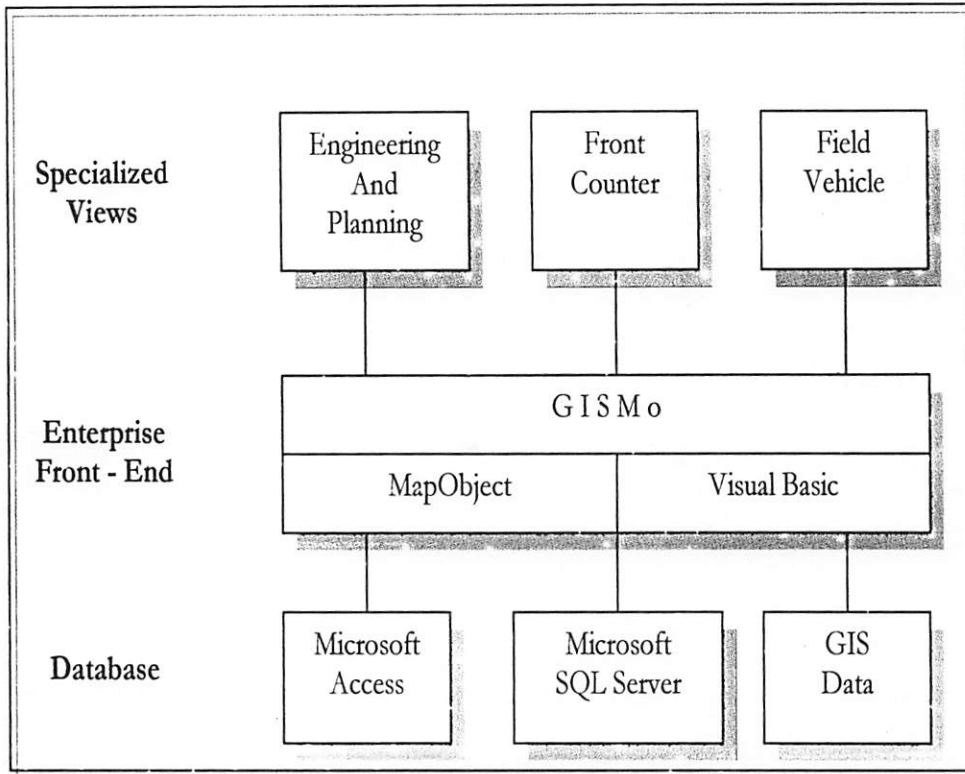 Specialized
Views
Engineering
And
Planning
Front
Counter
Field
Vehicle
Enterprise
Front - End
G I S M o
MapObject
Visual Basic
Database
Microsoft
Access
Microsoft
SQL Server
GIS
Data